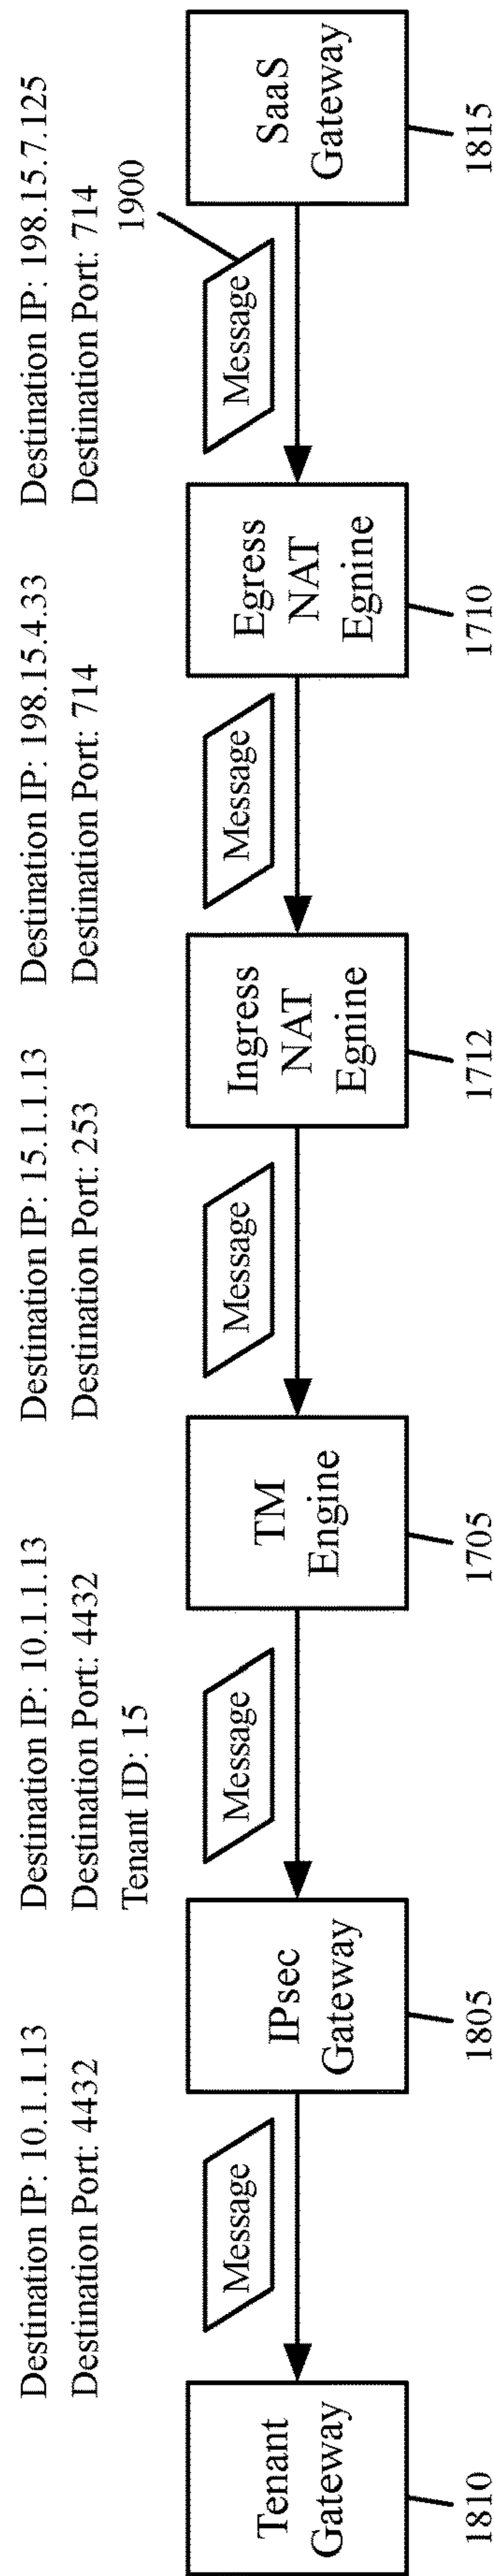 Destination IP: 10.1.1.13
Destination Port: 4432
Destination IP: 10.1.1.13
Destination Port: 4432
Tenant ID: 15
Destination IP: 15.1.1.13
Destination Port: 253
Destination IP: 198.15.4.33
Destination Port: 714
Destination IP: 198.15.7.125
Destination Port: 714
1900
Tenant
Gateway
Message
IPsec
Gateway
Message
TM
Engine
Message
Ingress
NAT
Egnine
Message
Egress
NAT
Egnine
Message
SaaS
Gateway
1810
1805
1705
1712
1710
1815